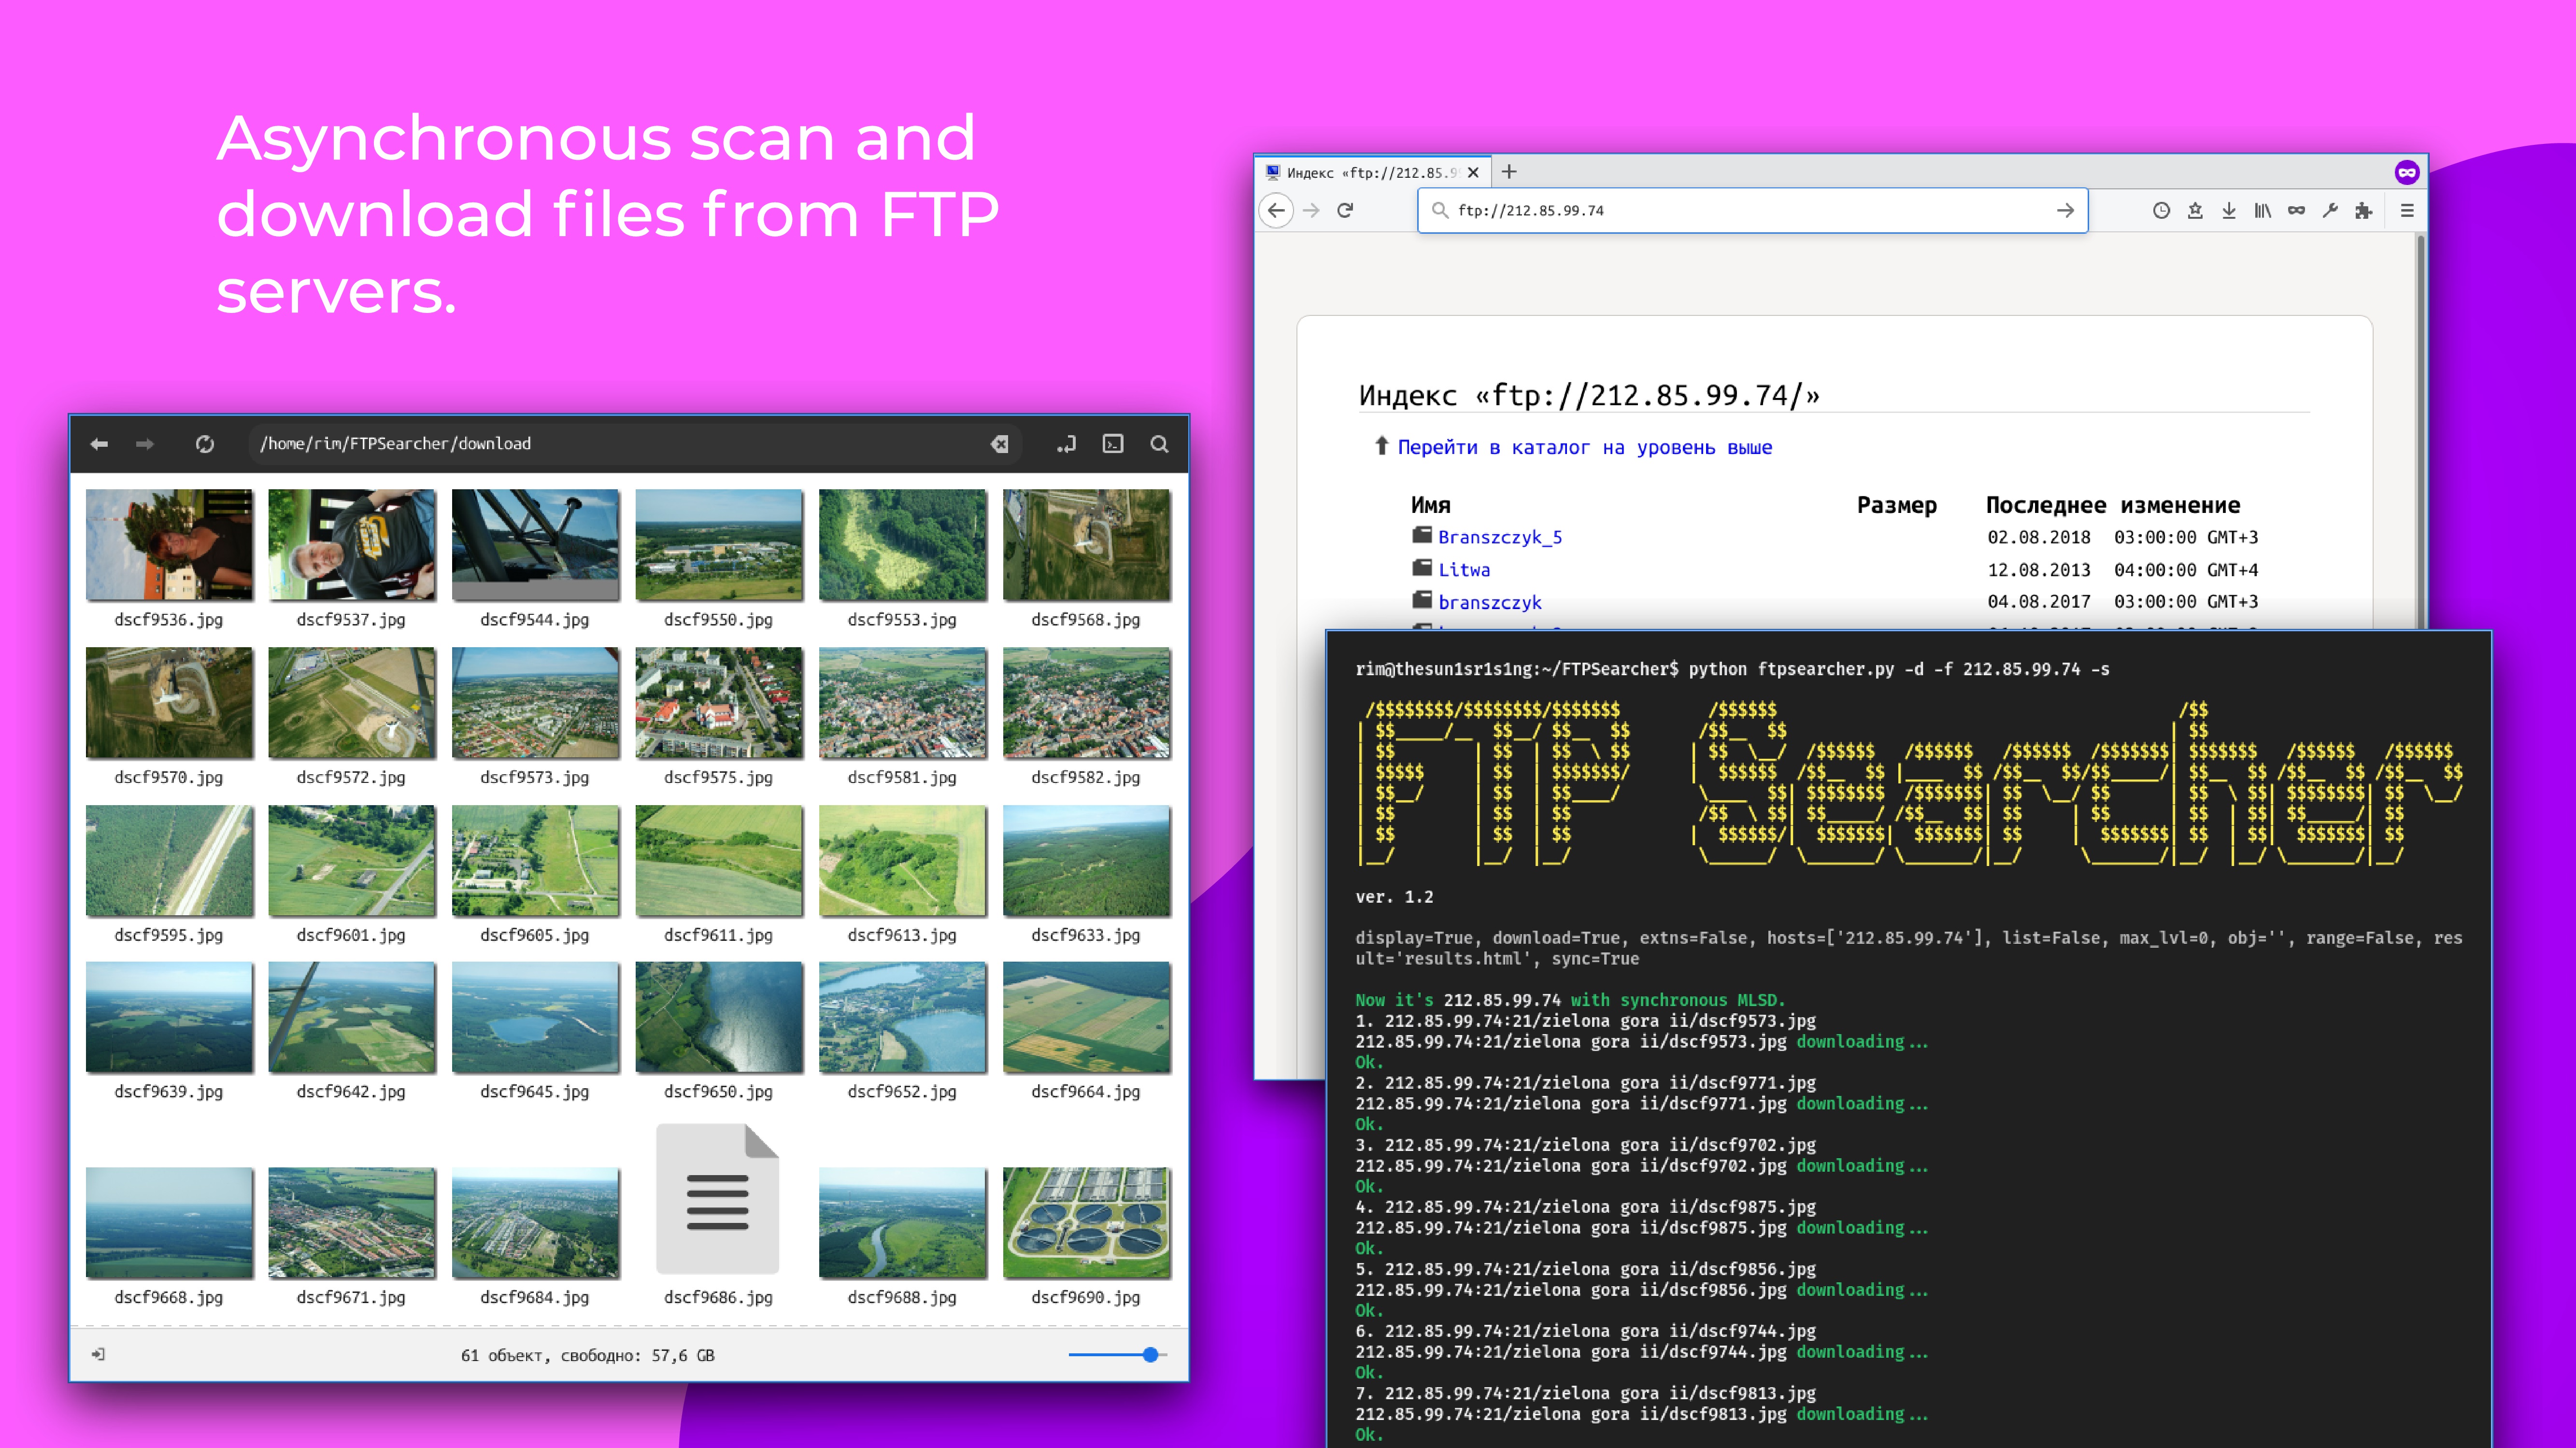 Asynchronous scan and
download files from FTP
servers.
/home/rim/FTPSearcher/download
dscf9536.jpg dscf9537.jpg dscf9544.jpg dscf9550.jpg dscf9553.jpg dscf9568.jpg
dscf9570.jpg dscf9572.jpg dscf9573.jpg dscf9575.jpg dscf9581.jpg dscf9582.jpg
dscf9595.jpg dscf9601.jpg dscf9605.jpg dscf9611.jpg dscf9613.jpg dscf9633.jpg
dscf9639.jpg dscf9642.jpg dscf9645.jpg dscf9650.jpg dscf9652.jpg dscf9664.jpg
dscf9668.jpg dscf9671.jpg dscf9684.jpg dscf9686.jpg dscf9688.jpg dscf9690.jpg
61 объект, свободно: 57,6 GB
Индекс «ftp://212.85.9
ftp://212.85.99.74
Индекс «ftp://212.85.99.74/»
Перейти в каталог на уровень выше
Имя Размер Последнее изменение
Branszczyk_5 02.08.2018 03:00:00 GMT+3
Litwa 12.08.2013 04:00:00 GMT+4
branszczyk 04.08.2017 03:00:00 GMT+3
rim@thesun1sr1s1ng:~/FTPSearcher$ python ftpsearcher.py -d -f 212.85.99.74 -s
FTP Searcher
ver. 1.2
display=True, download=True, extns=False, hosts=['212.85.99.74'], list=False, max_lvl=0, obj='', range=False, res
ult='results.html', sync=True
Now it's 212.85.99.74 with synchronous MLSD.
1. 212.85.99.74:21/zielona gora ii/dscf9573.jpg
212.85.99.74:21/zielona gora ii/dscf9573.jpg downloading...
Ok.
2. 212.85.99.74:21/zielona gora ii/dscf9771.jpg
212.85.99.74:21/zielona gora ii/dscf9771.jpg downloading...
Ok.
3. 212.85.99.74:21/zielona gora ii/dscf9702.jpg
212.85.99.74:21/zielona gora ii/dscf9702.jpg downloading...
Ok.
4. 212.85.99.74:21/zielona gora ii/dscf9875.jpg
212.85.99.74:21/zielona gora ii/dscf9875.jpg downloading...
Ok.
5. 212.85.99.74:21/zielona gora ii/dscf9856.jpg
212.85.99.74:21/zielona gora ii/dscf9856.jpg downloading...
Ok.
6. 212.85.99.74:21/zielona gora ii/dscf9744.jpg
212.85.99.74:21/zielona gora ii/dscf9744.jpg downloading...
Ok.
7. 212.85.99.74:21/zielona gora ii/dscf9813.jpg
212.85.99.74:21/zielona gora ii/dscf9813.jpg downloading...
Ok.